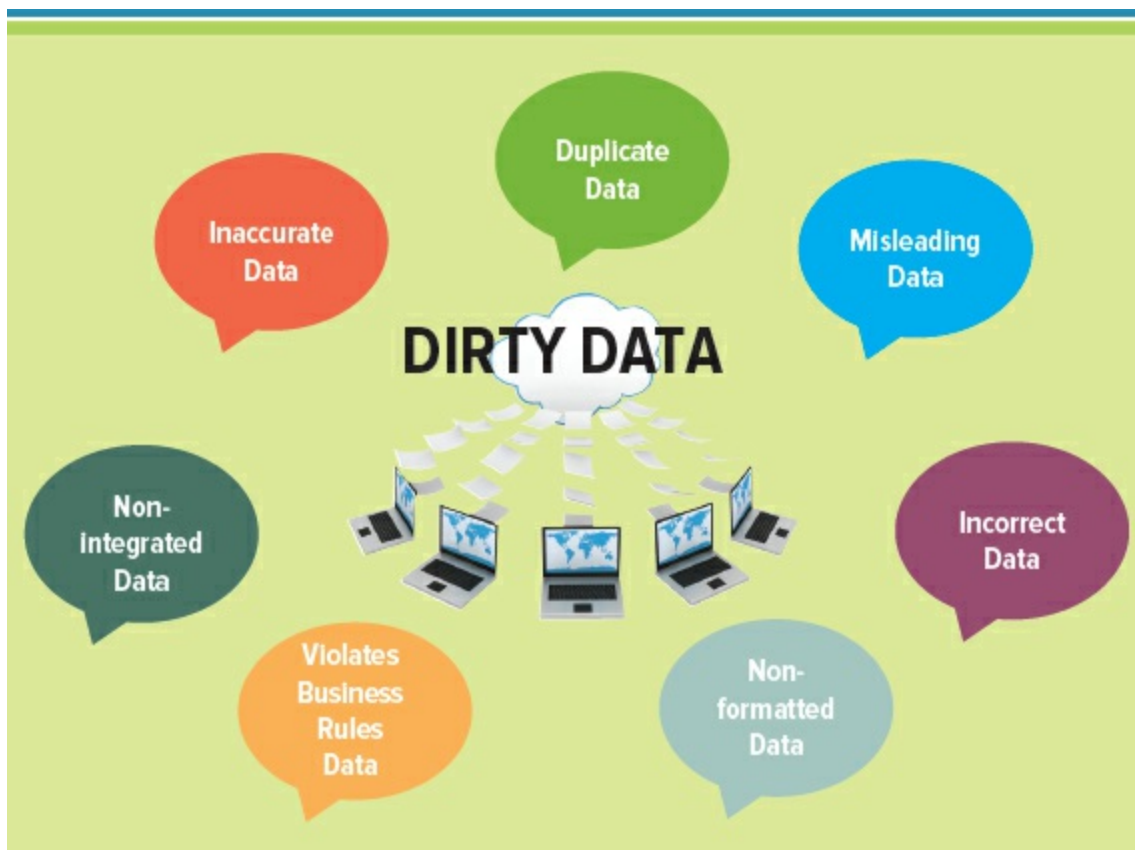 Duplicate
Data
Inaccurate
Data
Misleading
Data
DIRTY DATA
Non-
integrated
Data
Incorrect
Data
Violates
Business
Rules
Data
Non-
formatted
Data